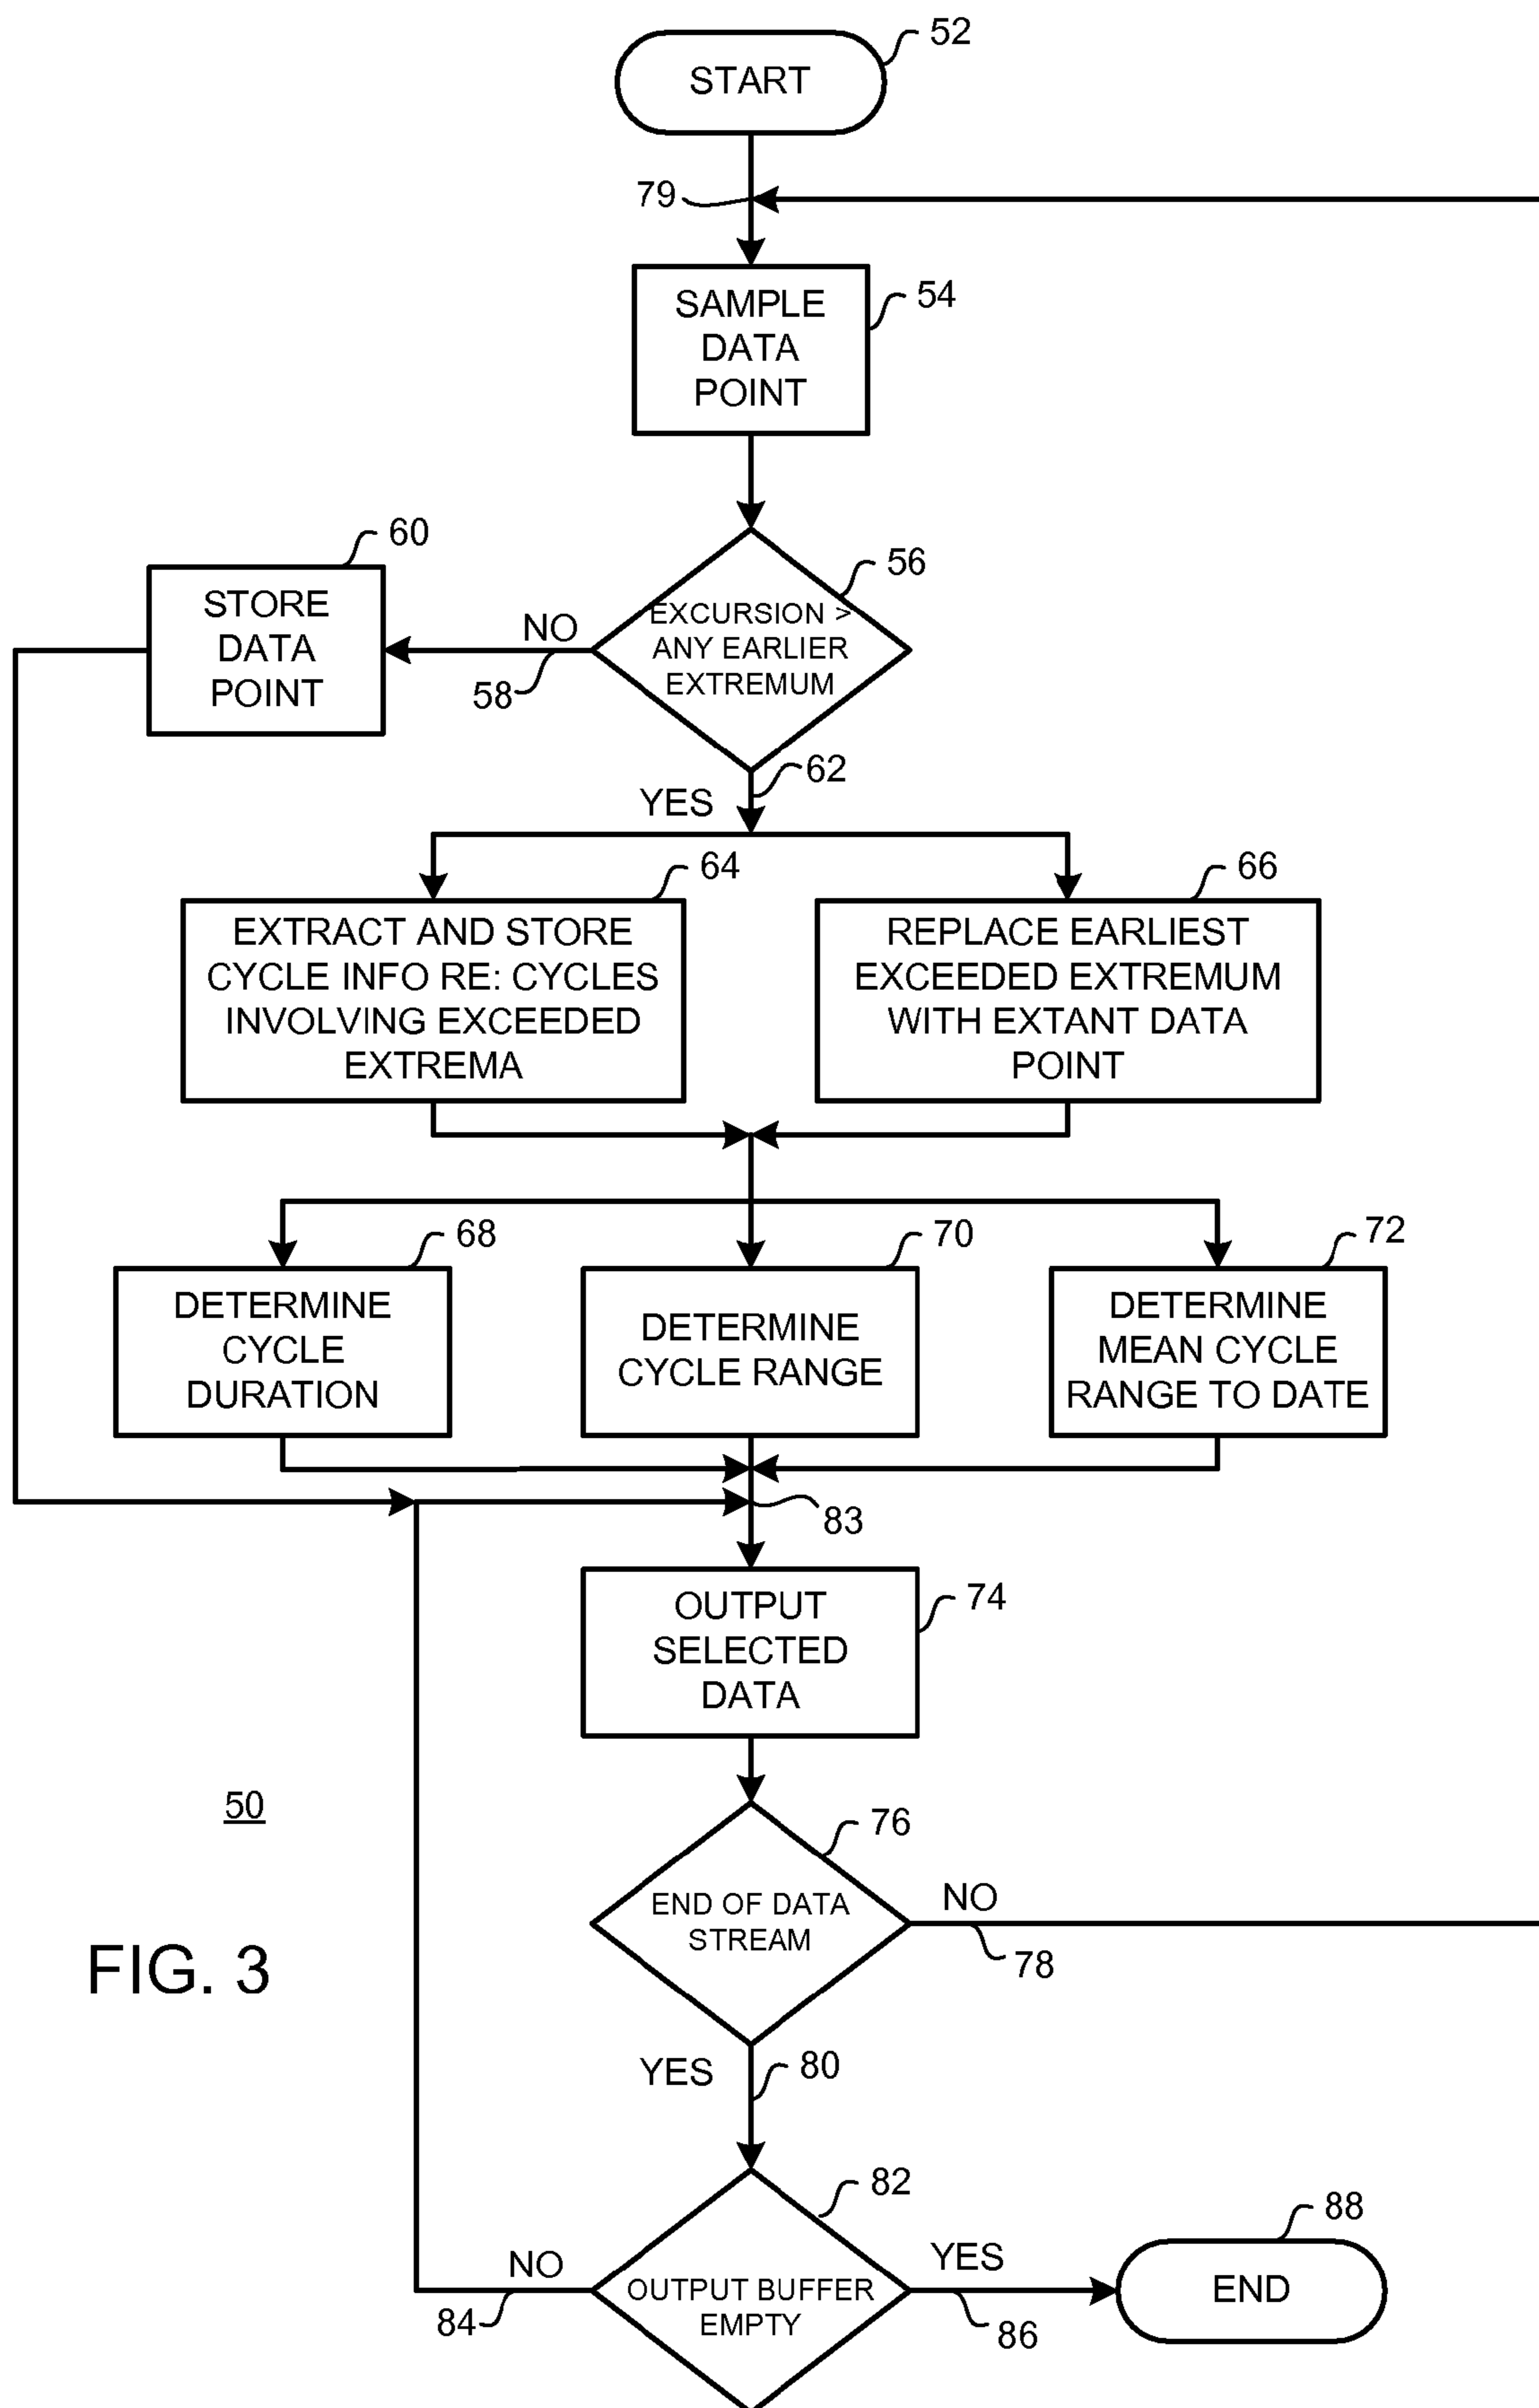 52
START
79
SAMPLE
DATA
POINT
54
60
STORE
DATA
POINT
NO
58
56
EXCURSION >
ANY EARLIER
EXTREMUM
62
YES
64
EXTRACT AND STORE
CYCLE INFO RE: CYCLES
INVOLVING EXCEEDED
EXTREMA
66
REPLACE EARLIEST
EXCEEDED EXTREMUM
WITH EXTANT DATA
POINT
68
DETERMINE
CYCLE
DURATION
70
DETERMINE
CYCLE RANGE
72
DETERMINE
MEAN CYCLE
RANGE TO DATE
83
OUTPUT
SELECTED
DATA
74
50
76
END OF DATA
STREAM
NO
78
FIG. 3
YES
80
82
OUTPUT BUFFER
EMPTY
NO
84
YES
86
88
END